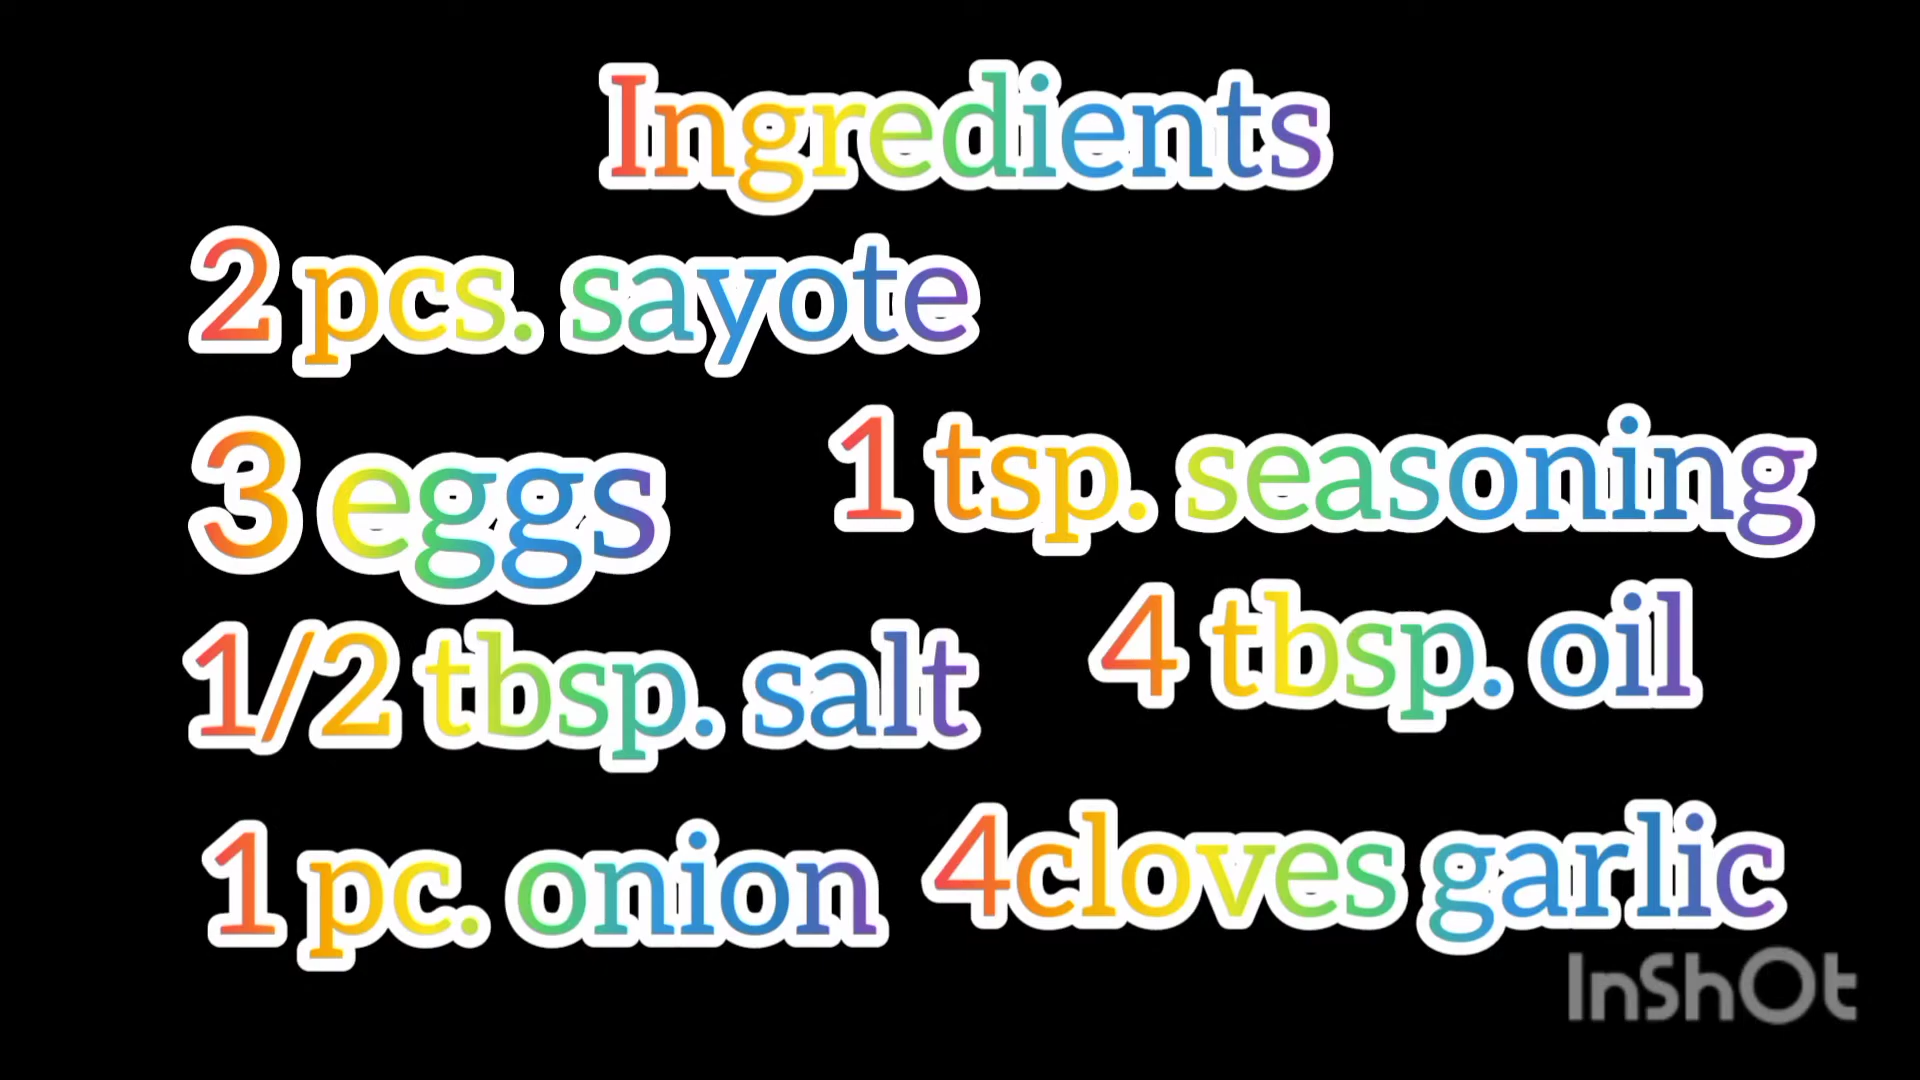 Ingredients
2 pcs. sayote
3 eggs
1 tsp. seasoning
1/2 tbsp. salt
4 tbsp. oil
1 pc. onion
4cloves garlic
InShOt